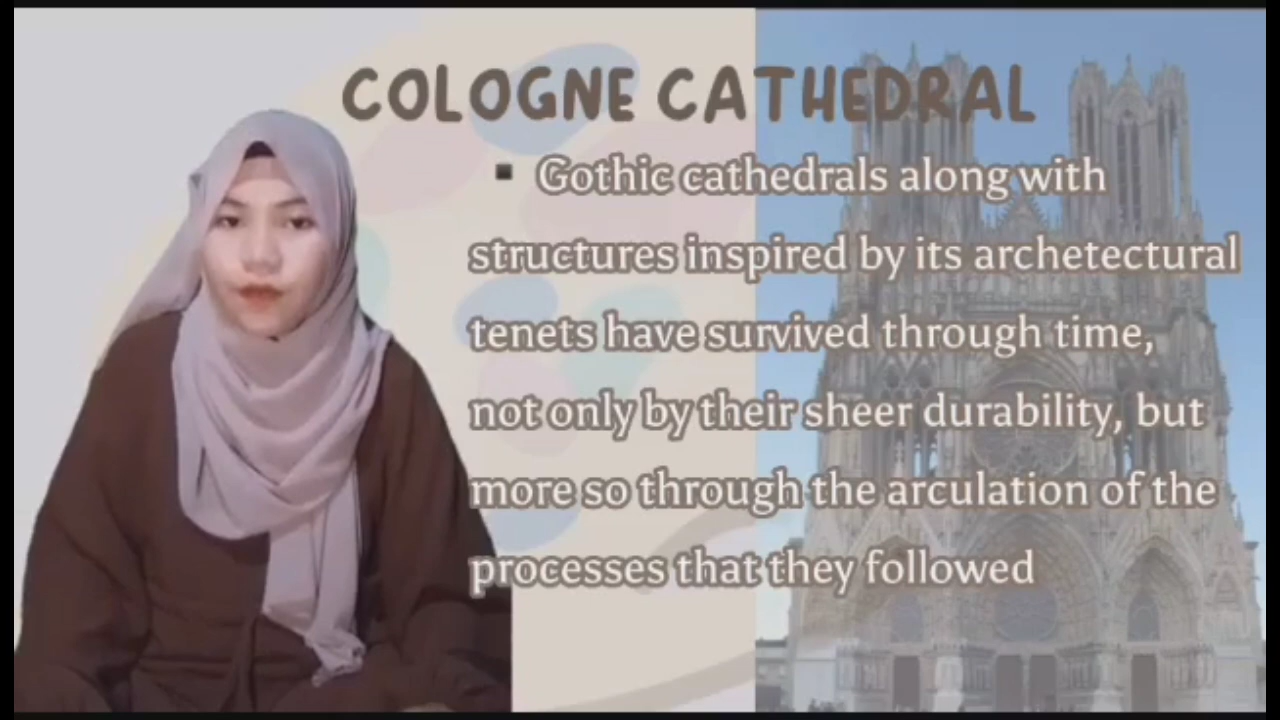 COLOGNE CATHEDRAL
▪ Gothic cathedrals along with
structures inspired by its archetectural
tenets have survived through time,
not only by their sheer durability, but
more so through the arculation of the
processes that they followed